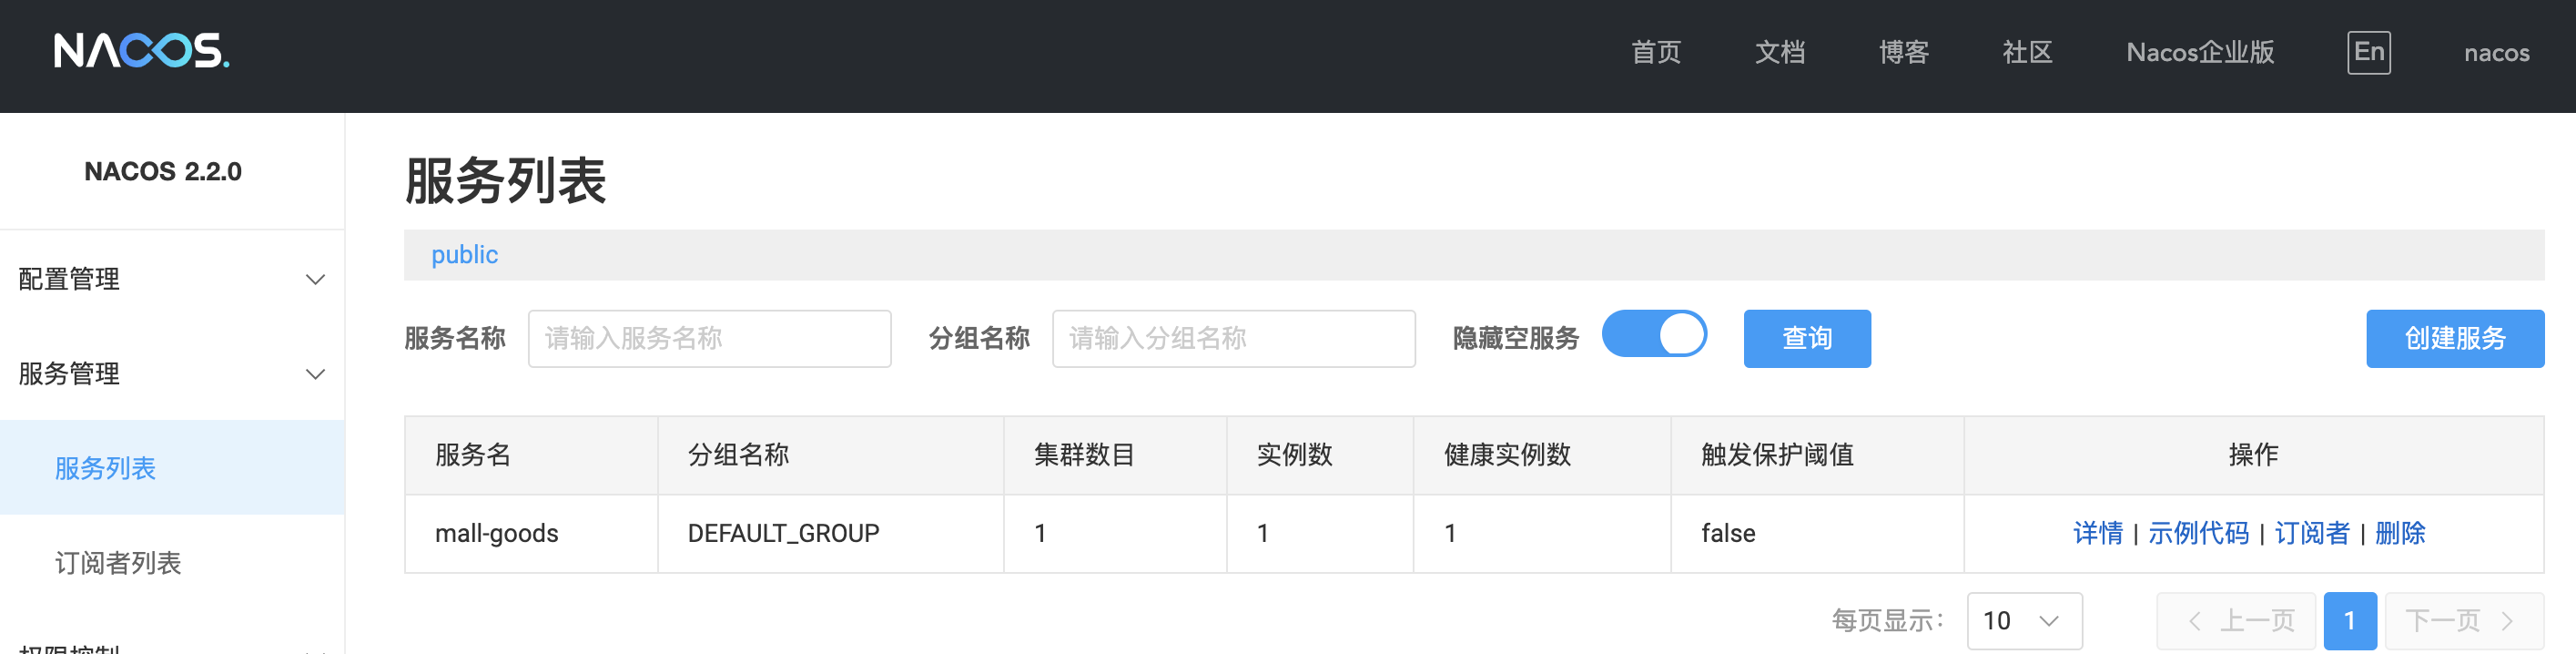 NACOS. 首页 文档 博客 社区 Nacos企业版 En nacos
NACOS 2.2.0
配置管理
服务管理
服务列表
订阅者列表
权限控制
服务列表
public
服务名称 请输入服务名称 分组名称 请输入分组名称 隐藏空服务 查询 创建服务
服务名 分组名称 集群数目 实例数 健康实例数 触发保护阈值 操作
mall-goods DEFAULT_GROUP 1 1 1 false 详情 | 示例代码 | 订阅者 | 删除
每页显示: 10 上一页 1 下一页